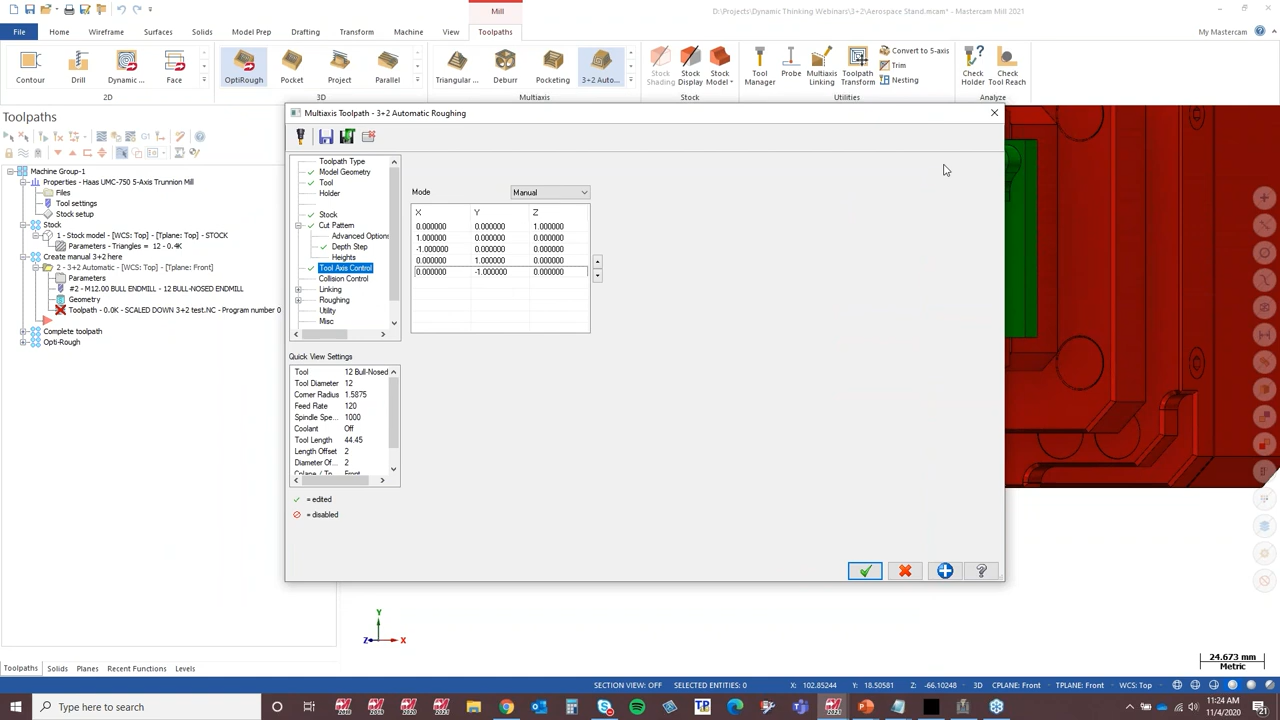 Mill
D:\Projects\Dynamic Thinking Webinars\3+2\Aerospace Stand.mcam* - Mastercam Mill 2021
File Home Wireframe Surfaces Solids Model Prep Drafting Transform Machine View Toolpaths
My Mastercam
Contour Drill Dynamic ... Face OptiRough Pocket Project Parallel Triangular ... Deburr Pocketing 3+2 Auto...
Stock Shading Stock Display Stock Model Tool Manager Probe Multiaxis Linking Toolpath Transform
Convert to 5-axis
Trim
Nesting
Check Holder Check Tool Reach
2D 3D Multiaxis Stock Utilities Analyze
Toolpaths
G1
Machine Group-1
Properties - Haas UMC-750 5-Axis Trunnion Mill
Files
Tool settings
Stock setup
Stock
1 - Stock model - [WCS: Top] - [Tplane: Top] - STOCK
Parameters - Triangles = 12 - 0.4K
Create manual 3+2 here
2 - 3+2 Automatic - [WCS: Top] - [Tplane: Front]
Parameters
#2 - M12.00 BULL ENDMILL - 12 BULL-NOSED ENDMILL
Geometry
Toolpath - 0.0K - SCALED DOWN 3+2 test.NC - Program number 0
Complete toolpath
Opti-Rough
Multiaxis Toolpath - 3+2 Automatic Roughing
Toolpath Type
Model Geometry
Tool
Holder
Stock
Cut Pattern
Advanced Options
Depth Step
Heights
Tool Axis Control
Collision Control
Linking
Roughing
Utility
Misc
Mode Manual
X Y Z
0.000000 0.000000 1.000000
1.000000 0.000000 0.000000
-1.000000 0.000000 0.000000
0.000000 1.000000 0.000000
0.000000 -1.000000 0.000000
Quick View Settings
Tool 12 Bull-Nosed
Tool Diameter 12
Corner Radius 1.5875
Feed Rate 120
Spindle Spe... 1000
Coolant Off
Tool Length 44.45
Length Offset 2
Diameter Of... 2
Cplane / Tp... Front
= edited
= disabled
Y
Z X
24.673 mm
Metric
Toolpaths Solids Planes Recent Functions Levels
SECTION VIEW: OFF SELECTED ENTITIES: 0 X: 102.85244 Y: 18.50581 Z: -66.10248 3D CPLANE: Front TPLANE: Front WCS: Top
Type here to search
11:24 AM
11/4/2020